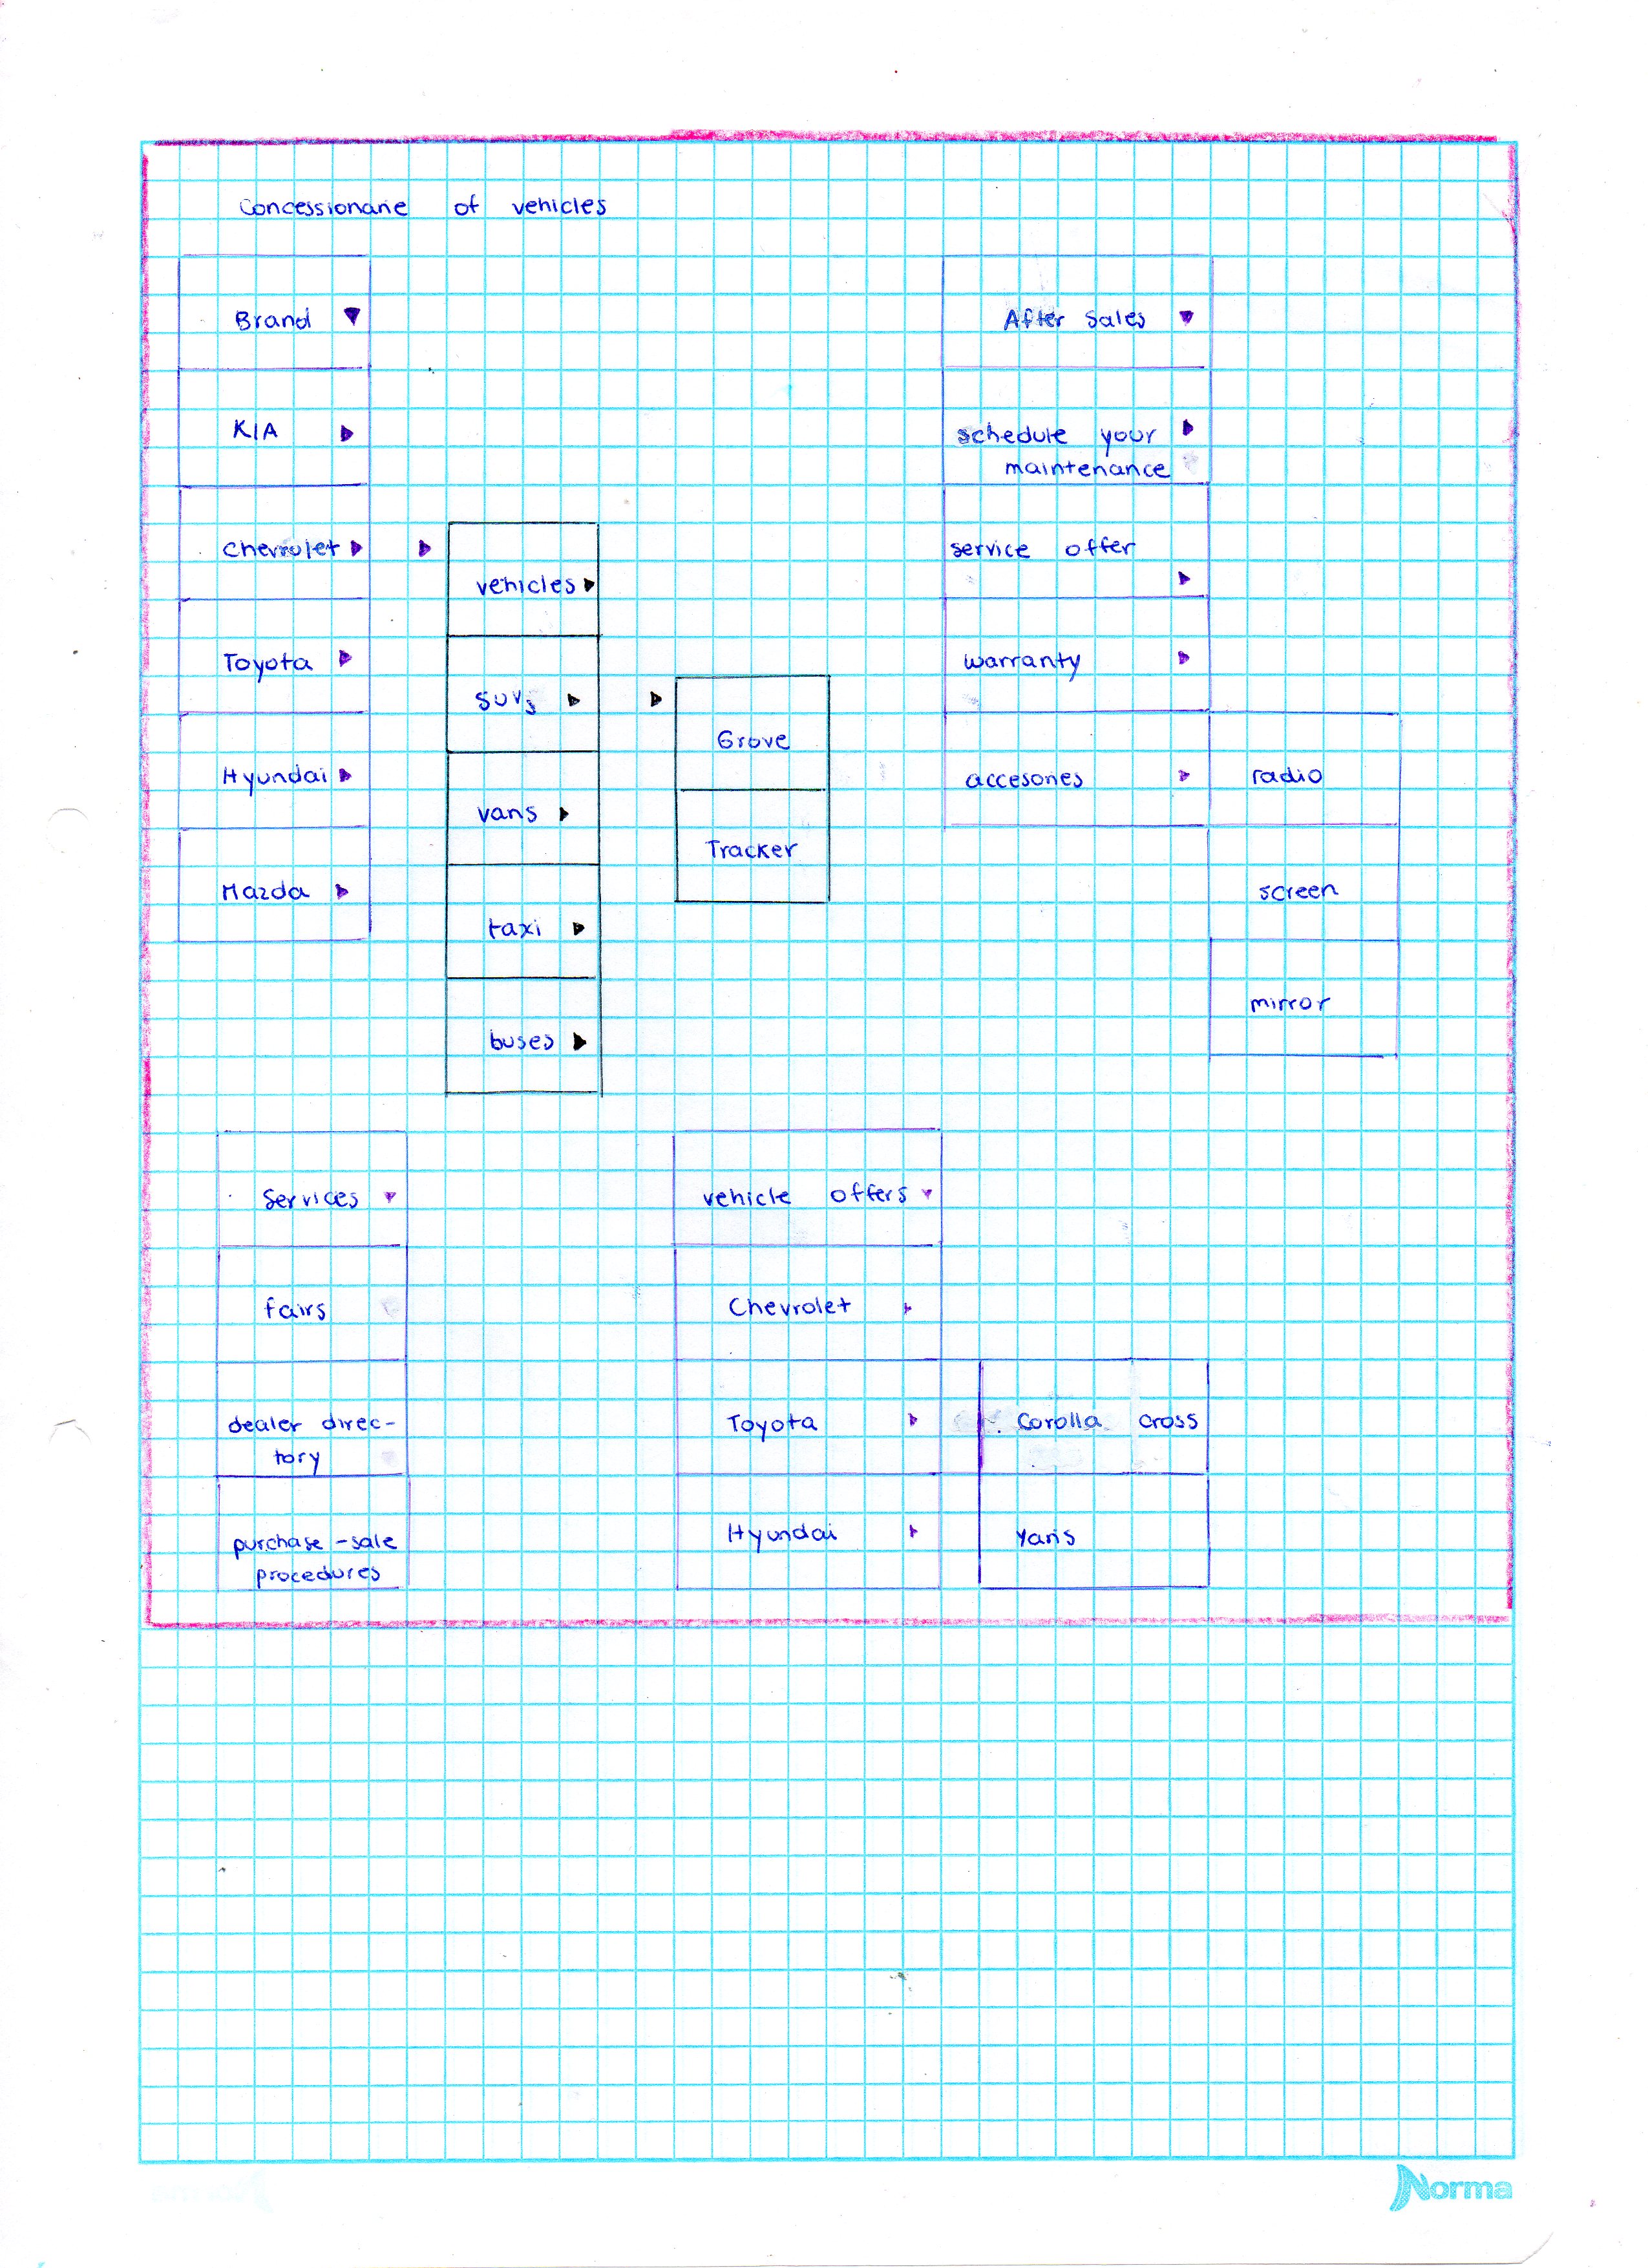 Concessionarie of vehicles
Brand
KIA
Chevrolet
Toyota
Hyundai
Mazda
vehicles
SUVs
vans
taxi
buses
Grove
Tracker
After Sales
schedule your
maintenance
service offer
warranty
accesories
radio
screen
mirror
Services
fairs
dealer direc-
tory
purchase - sale
procedures
vehicle offers
Chevrolet
Toyota
Hyundai
Corolla cross
Yaris
Norma